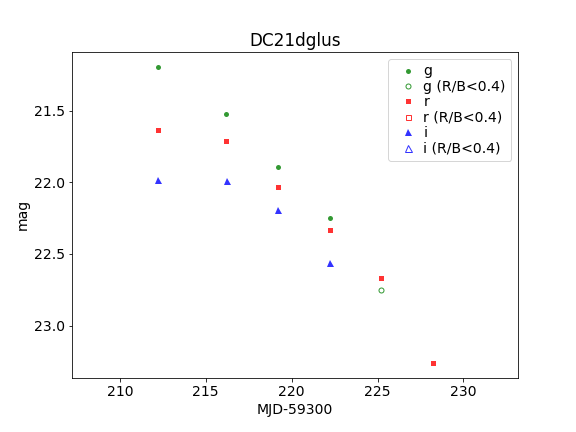 DC21dglus
g
g (R/B<0.4)
r
r (R/B<0.4)
i
i (R/B<0.4)
21.5
22.0
22.5
23.0
mag
210
215
220
225
230
MJD-59300